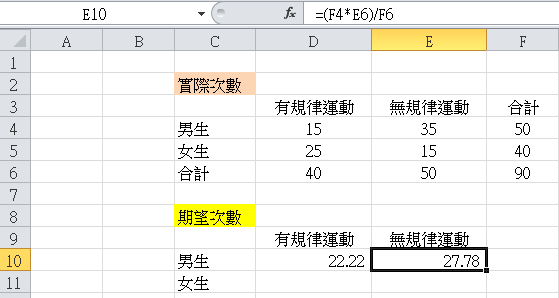 E10 fx =(F4*E6)/F6
A B C D E F
1
2 實際次數
3 有規律運動 無規律運動 合計
4 男生 15 35 50
5 女生 25 15 40
6 合計 40 50 90
7
8 期望次數
9 有規律運動 無規律運動
10 男生 22.22 27.78
11 女生